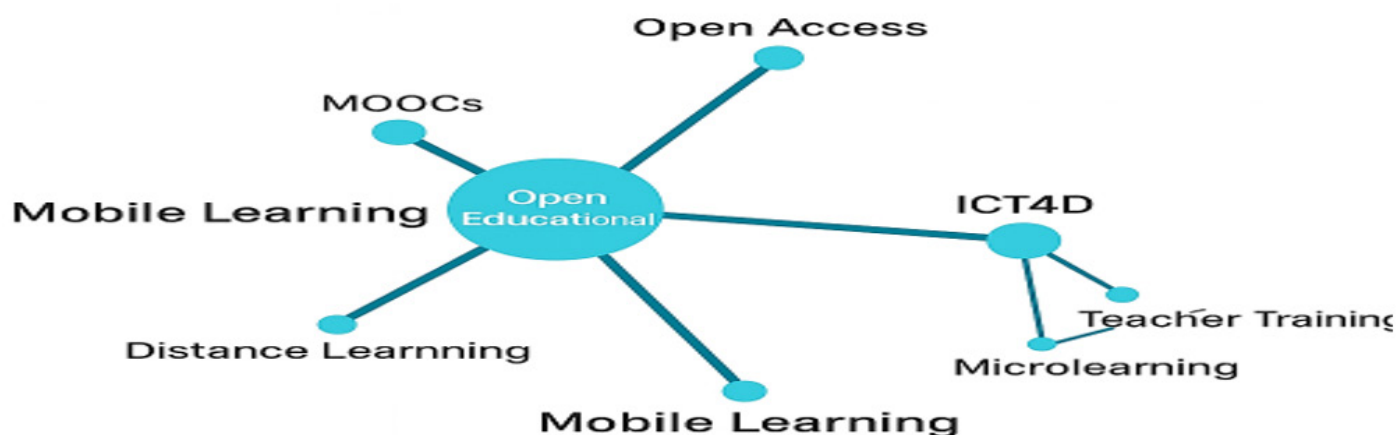 Open Access
MOOCs
Mobile Learning
Open
Educational
ICT4D
Teacher Training
Distance Learnning
Microlearning
Mobile Learning